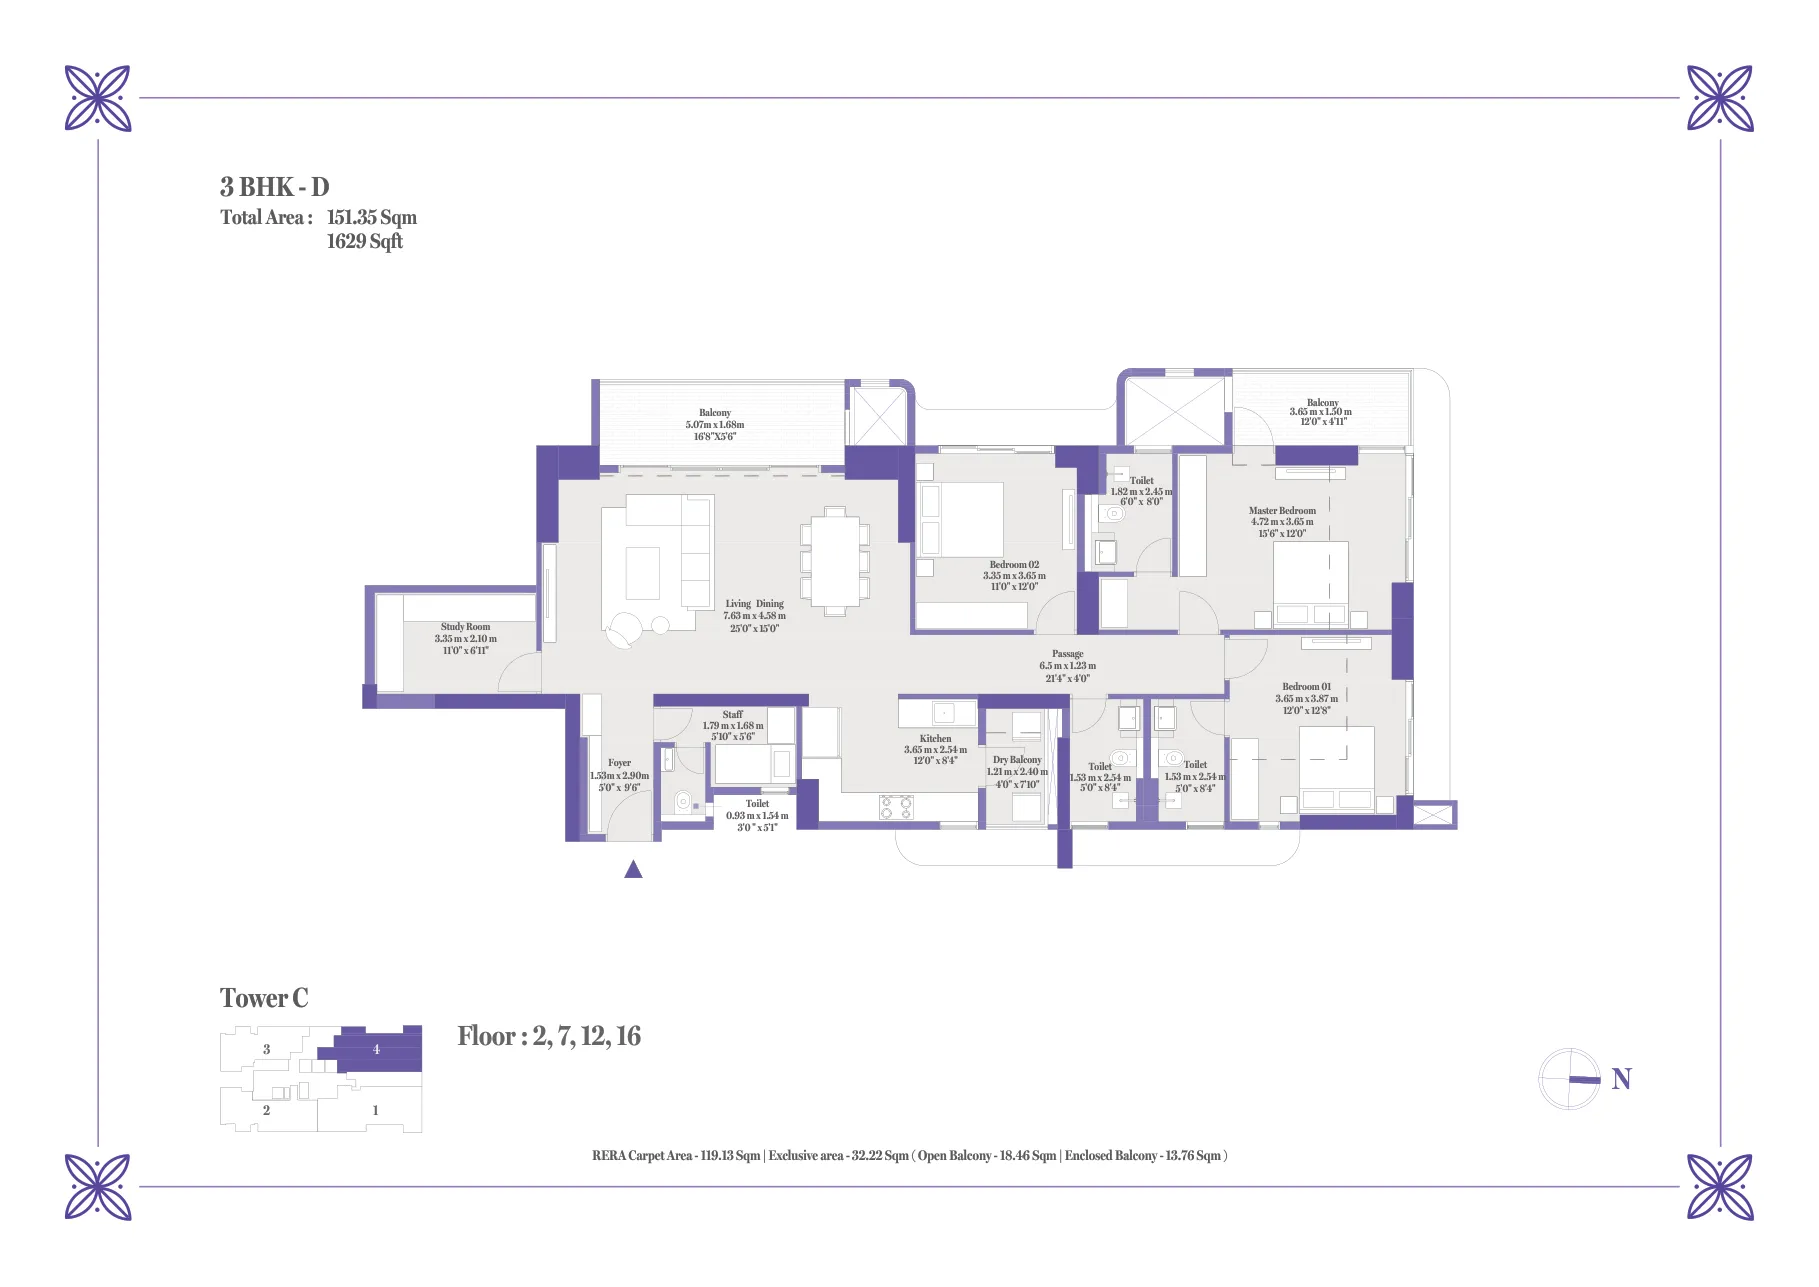 3 BHK - D
Total Area : 151.35 Sqm
1629 Sqft
Balcony
5.07m x 1.68m
16'8"X5'6"
Balcony
3.65 m x 1.50 m
12'0" x 4'11"
Toilet
1.82 m x 2.45 m
6'0" x 8'0"
Master Bedroom
4.72 m x 3.65 m
15'6" x 12'0"
Bedroom 02
3.35 m x 3.65 m
11'0" x 12'0"
Living Dining
7.63 m x 4.58 m
25'0" x 15'0"
Study Room
3.35 m x 2.10 m
11'0" x 6'11"
Passage
6.5 m x 1.23 m
21'4" x 4'0"
Bedroom 01
3.65 m x 3.87 m
12'0" x 12'8"
Staff
1.79 m x 1.68 m
5'10" x 5'6"
Kitchen
3.65 m x 2.54 m
12'0" x 8'4"
Foyer
1.53m x 2.90m
5'0" x 9'6"
Dry Balcony
1.21 m x 2.40 m
4'0" x 7'10"
Toilet
1.53 m x 2.54 m
5'0" x 8'4"
Toilet
1.53 m x 2.54 m
5'0" x 8'4"
Toilet
0.93 m x 1.54 m
3'0 " x 5'1"
Tower C
Floor : 2, 7, 12, 16
3
4
2
1
N
RERA Carpet Area - 119.13 Sqm | Exclusive area - 32.22 Sqm ( Open Balcony - 18.46 Sqm | Enclosed Balcony - 13.76 Sqm )